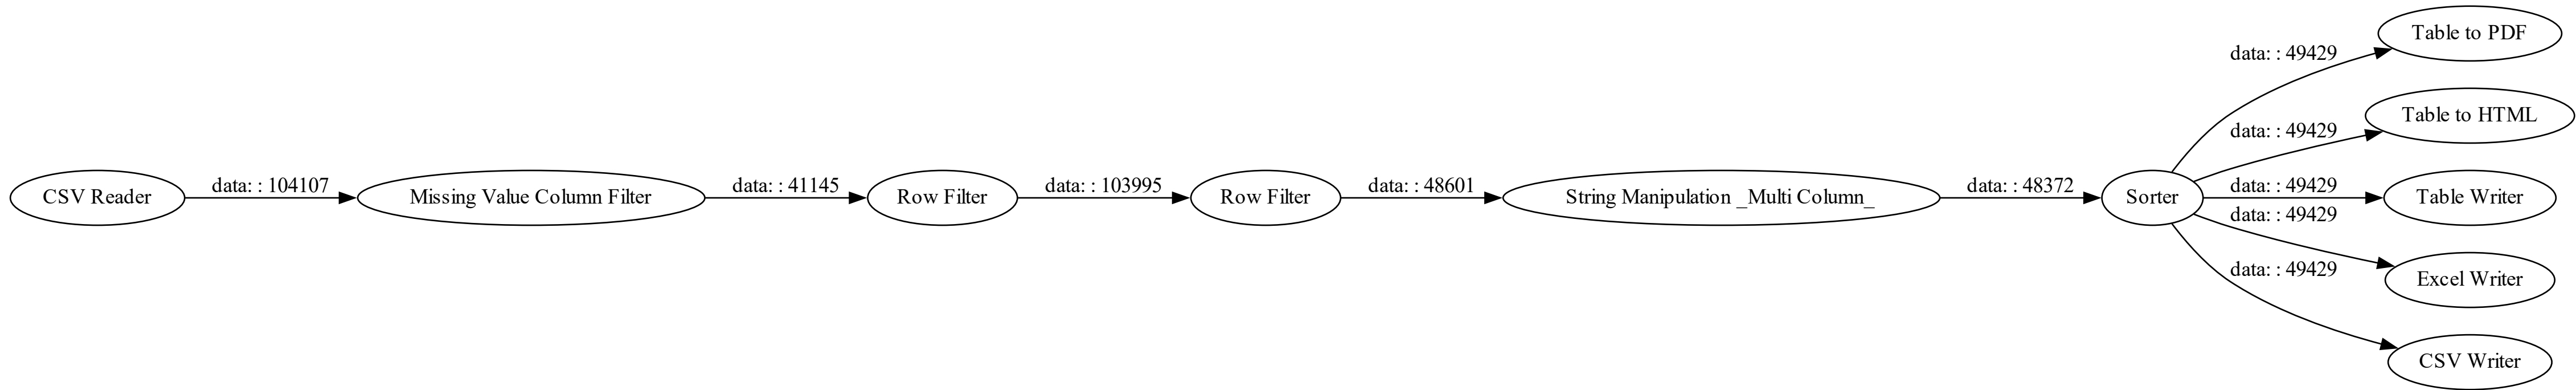 CSV Reader
data: : 104107
Missing Value Column Filter
data: : 41145
Row Filter
data: : 103995
Row Filter
data: : 48601
String Manipulation _Multi Column_
data: : 48372
Sorter
data: : 49429
Table to PDF
data: : 49429
Table to HTML
data: : 49429
Table Writer
data: : 49429
Excel Writer
data: : 49429
CSV Writer